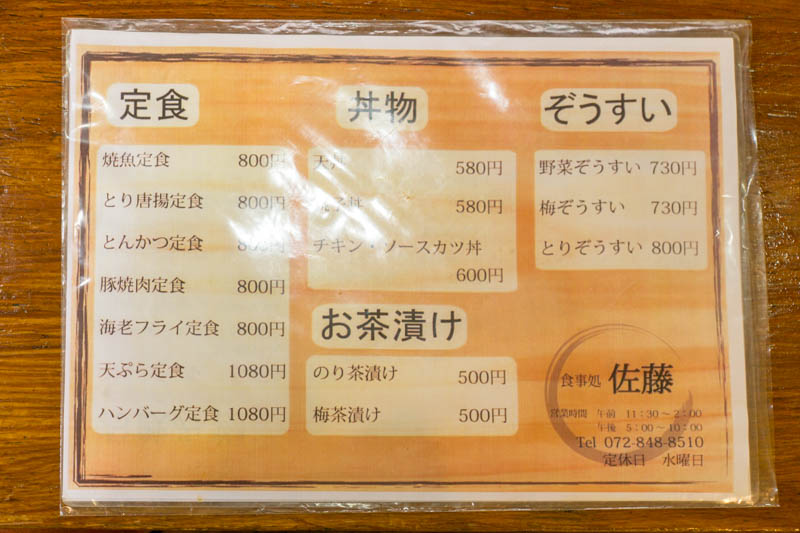 定食
焼魚定食 800円
とり唐揚定食 800円
とんかつ定食 800円
豚焼肉定食 800円
海老フライ定食 800円
天ぷら定食 1080円
ハンバーグ定食 1080円
丼物
天丼 580円
580円
チキン・ソースカツ丼
600円
お茶漬け
のり茶漬け 500円
梅茶漬け 500円
ぞうすい
野菜ぞうすい 730円
梅ぞうすい 730円
とりぞうすい 800円
食事処 佐藤
営業時間 午前 11:30〜2:00
午後 5:00〜10:00
Tel 072-848-8510
定休日 水曜日